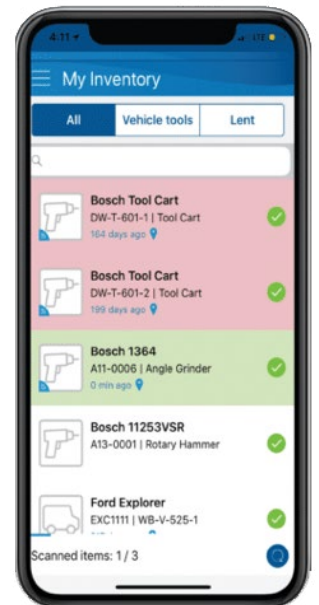 4:11
LTE
My Inventory
All
Vehicle tools
Lent
Bosch Tool Cart
DW-T-601-1 | Tool Cart
164 days ago
Bosch Tool Cart
DW-T-601-2 | Tool Cart
199 days ago
Bosch 1364
A11-0006 | Angle Grinder
0 min ago
Bosch 11253VSR
A13-0001 | Rotary Hammer
Ford Explorer
EXC1111 | WB-V-525-1
Scanned items: 1 / 3